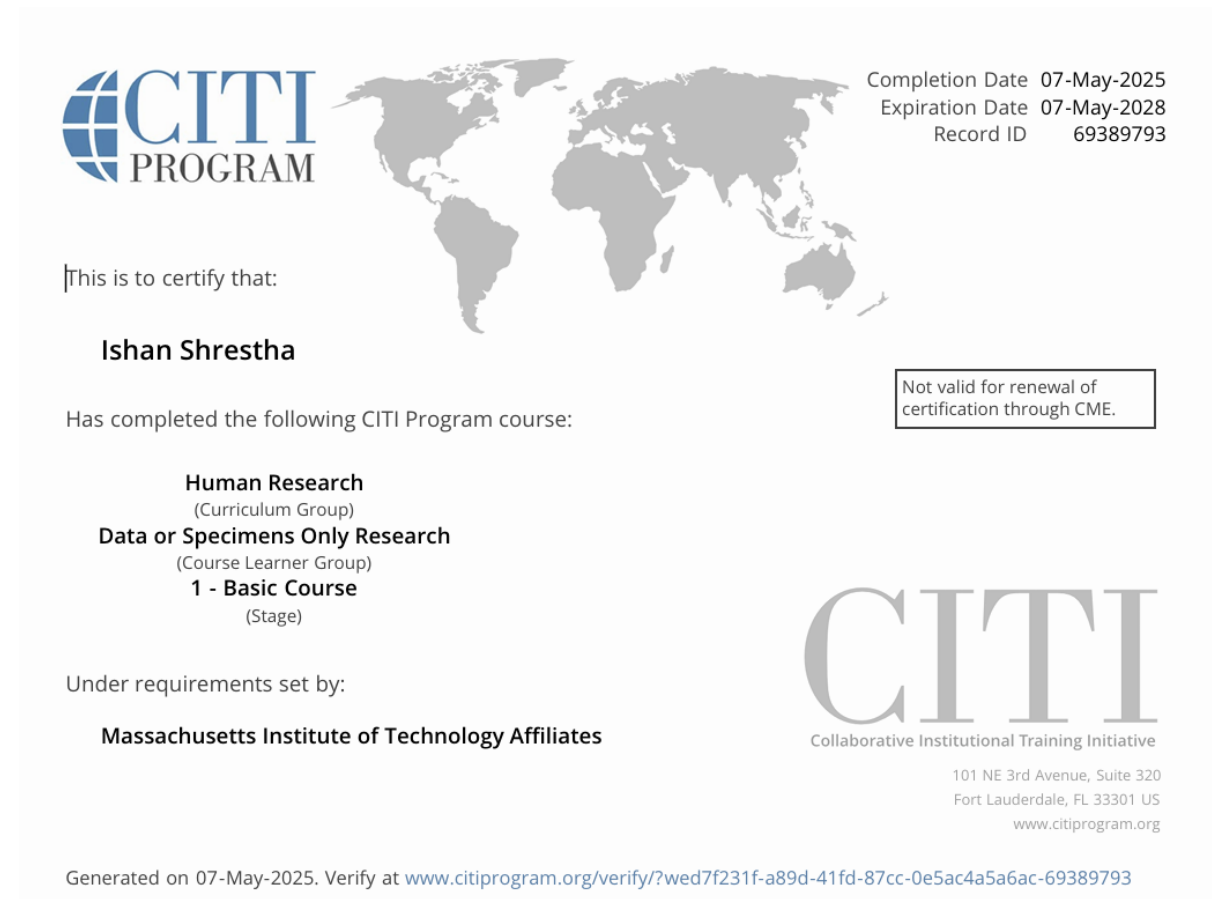 CITI
PROGRAM
Completion Date 07-May-2025
Expiration Date 07-May-2028
Record ID 69389793
This is to certify that:
Ishan Shrestha
Not valid for renewal of
certification through CME.
Has completed the following CITI Program course:
Human Research
(Curriculum Group)
Data or Specimens Only Research
(Course Learner Group)
1 - Basic Course
(Stage)
Under requirements set by:
Massachusetts Institute of Technology Affiliates
CITI
Collaborative Institutional Training Initiative
101 NE 3rd Avenue, Suite 320
Fort Lauderdale, FL 33301 US
www.citiprogram.org
Generated on 07-May-2025. Verify at www.citiprogram.org/verify/?wed7f231f-a89d-41fd-87cc-0e5ac4a5a6ac-69389793